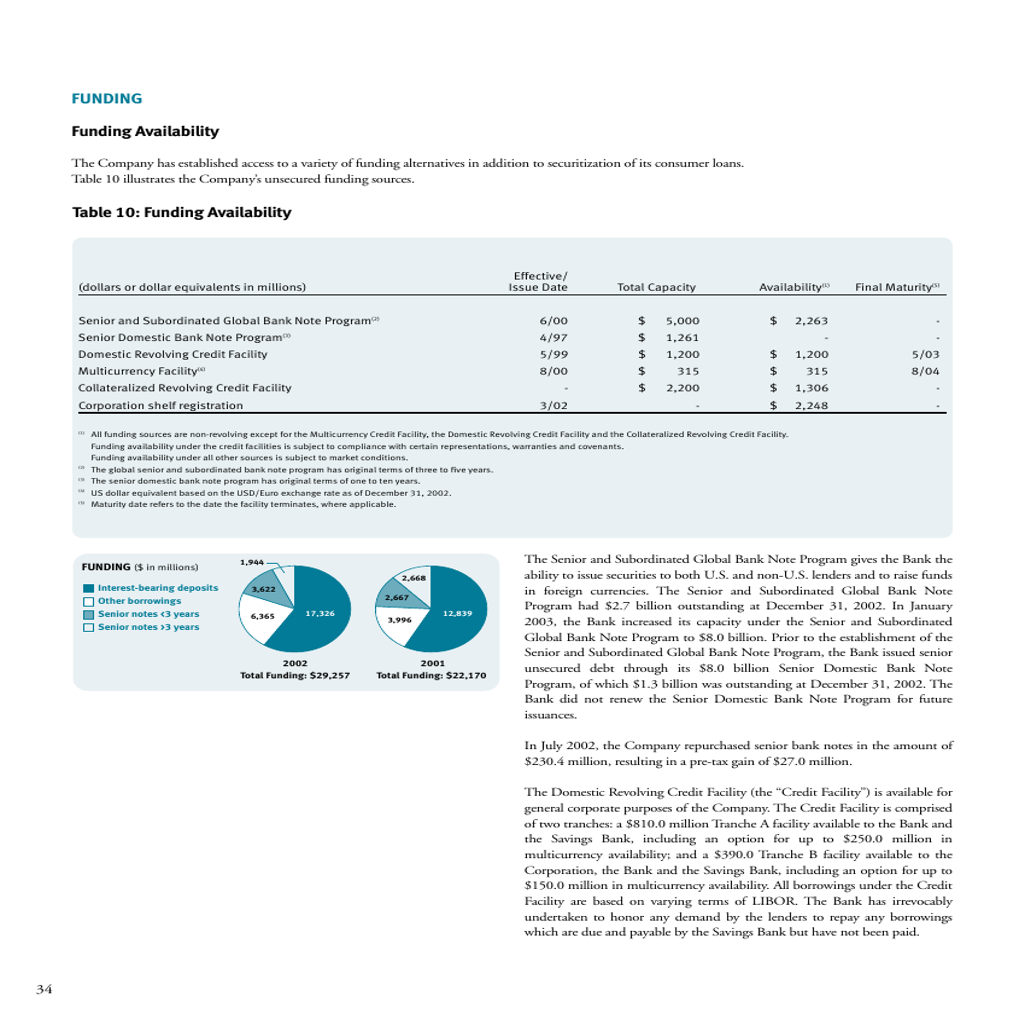 FUNDING
Funding Availability
The Company has established access to a variety of funding alternatives in addition to securitization of its consumer loans.
Table 10 illustrates the Company's unsecured funding sources.
Table 10: Funding Availability
Effective/
(dollars or dollar equivalents in millions) Issue Date Total Capacity Availability(1) Final Maturity(5)
Senior and Subordinated Global Bank Note Program(2) 6/00 $ 5,000 $ 2,263 -
Senior Domestic Bank Note Program(3) 4/97 $ 1,261 - -
Domestic Revolving Credit Facility 5/99 $ 1,200 $ 1,200 5/03
Multicurrency Facility(4) 8/00 $ 315 $ 315 8/04
Collateralized Revolving Credit Facility - $ 2,200 $ 1,306 -
Corporation shelf registration 3/02 - $ 2,248 -
(1) All funding sources are non-revolving except for the Multicurrency Credit Facility, the Domestic Revolving Credit Facility and the Collateralized Revolving Credit Facility.
Funding availability under the credit facilities is subject to compliance with certain representations, warranties and covenants.
Funding availability under all other sources is subject to market conditions.
(2) The global senior and subordinated bank note program has original terms of three to five years.
(3) The senior domestic bank note program has original terms of one to ten years.
(4) US dollar equivalent based on the USD/Euro exchange rate as of December 31, 2002.
(5) Maturity date refers to the date the facility terminates, where applicable.
FUNDING ($ in millions)
Interest-bearing deposits
Other borrowings
Senior notes <3 years
Senior notes >3 years
1,944
3,622
6,365
17,326
2002
Total Funding: $29,257
2,668
2,667
3,996
12,839
2001
Total Funding: $22,170
The Senior and Subordinated Global Bank Note Program gives the Bank the
ability to issue securities to both U.S. and non-U.S. lenders and to raise funds
in foreign currencies. The Senior and Subordinated Global Bank Note
Program had $2.7 billion outstanding at December 31, 2002. In January
2003, the Bank increased its capacity under the Senior and Subordinated
Global Bank Note Program to $8.0 billion. Prior to the establishment of the
Senior and Subordinated Global Bank Note Program, the Bank issued senior
unsecured debt through its $8.0 billion Senior Domestic Bank Note
Program, of which $1.3 billion was outstanding at December 31, 2002. The
Bank did not renew the Senior Domestic Bank Note Program for future
issuances.
In July 2002, the Company repurchased senior bank notes in the amount of
$230.4 million, resulting in a pre-tax gain of $27.0 million.
The Domestic Revolving Credit Facility (the “Credit Facility”) is available for
general corporate purposes of the Company. The Credit Facility is comprised
of two tranches: a $810.0 million Tranche A facility available to the Bank and
the Savings Bank, including an option for up to $250.0 million in
multicurrency availability; and a $390.0 Tranche B facility available to the
Corporation, the Bank and the Savings Bank, including an option for up to
$150.0 million in multicurrency availability. All borrowings under the Credit
Facility are based on varying terms of LIBOR. The Bank has irrevocably
undertaken to honor any demand by the lenders to repay any borrowings
which are due and payable by the Savings Bank but have not been paid.
34